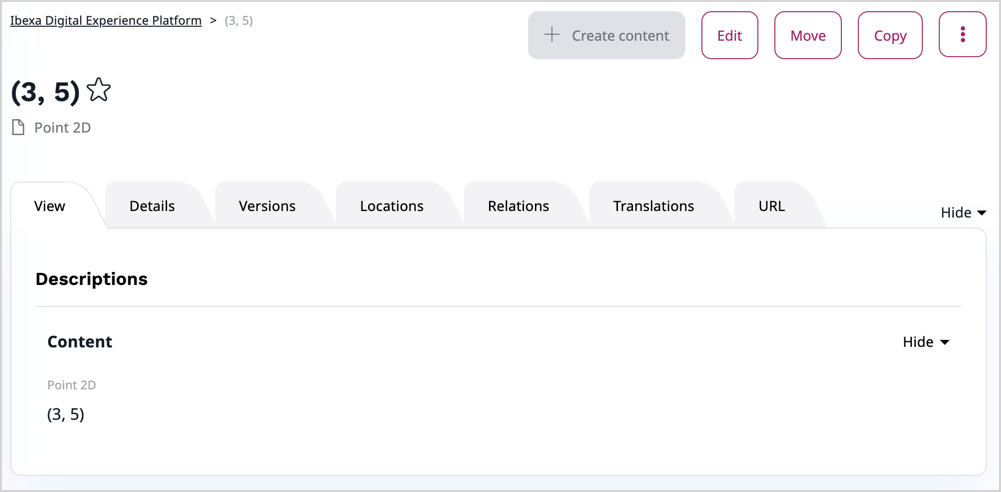 Ibexa Digital Experience Platform > (3, 5)
+ Create content Edit Move Copy
(3, 5)
Point 2D
View Details Versions Locations Relations Translations URL Hide
Descriptions
Content Hide
Point 2D
(3, 5)